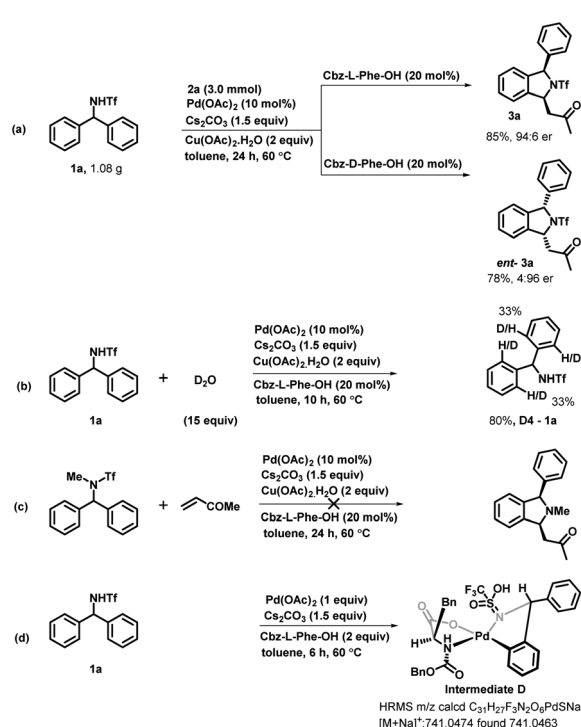 (a)
NHTf
1a, 1.08 g
2a (3.0 mmol)
Pd(OAc)2 (10 mol%)
Cs2CO3 (1.5 equiv)
Cu(OAc)2.H2O (2 equiv)
toluene, 24 h, 60 °C
Cbz-L-Phe-OH (20 mol%)
NTf
O
3a
85%, 94:6 er
Cbz-D-Phe-OH (20 mol%)
NTf
O
ent- 3a
78%, 4:96 er
(b)
NHTf
1a
+
D2O
(15 equiv)
Pd(OAc)2 (10 mol%)
Cs2CO3 (1.5 equiv)
Cu(OAc)2.H2O (2 equiv)
Cbz-L-Phe-OH (20 mol%)
toluene, 10 h, 60 °C
33%
D/H
H/D
H/D
NHTf
H/D
33%
80%, D4 - 1a
(c)
Me
N
Tf
+
COMe
Pd(OAc)2 (10 mol%)
Cs2CO3 (1.5 equiv)
Cu(OAc)2.H2O (2 equiv)
Cbz-L-Phe-OH (20 mol%)
toluene, 24 h, 60 °C
NMe
O
(d)
NHTf
1a
Pd(OAc)2 (1 equiv)
Cs2CO3 (1.5 equiv)
Cbz-L-Phe-OH (2 equiv)
toluene, 6 h, 60 °C
F3C
OH
H
O
S
N
Bn
O
O
Pd
H
H
N
BnO
O
Intermediate D
HRMS m/z calcd C31H27F3N2O6PdSNa
[M+Na]+:741.0474 found 741.0463